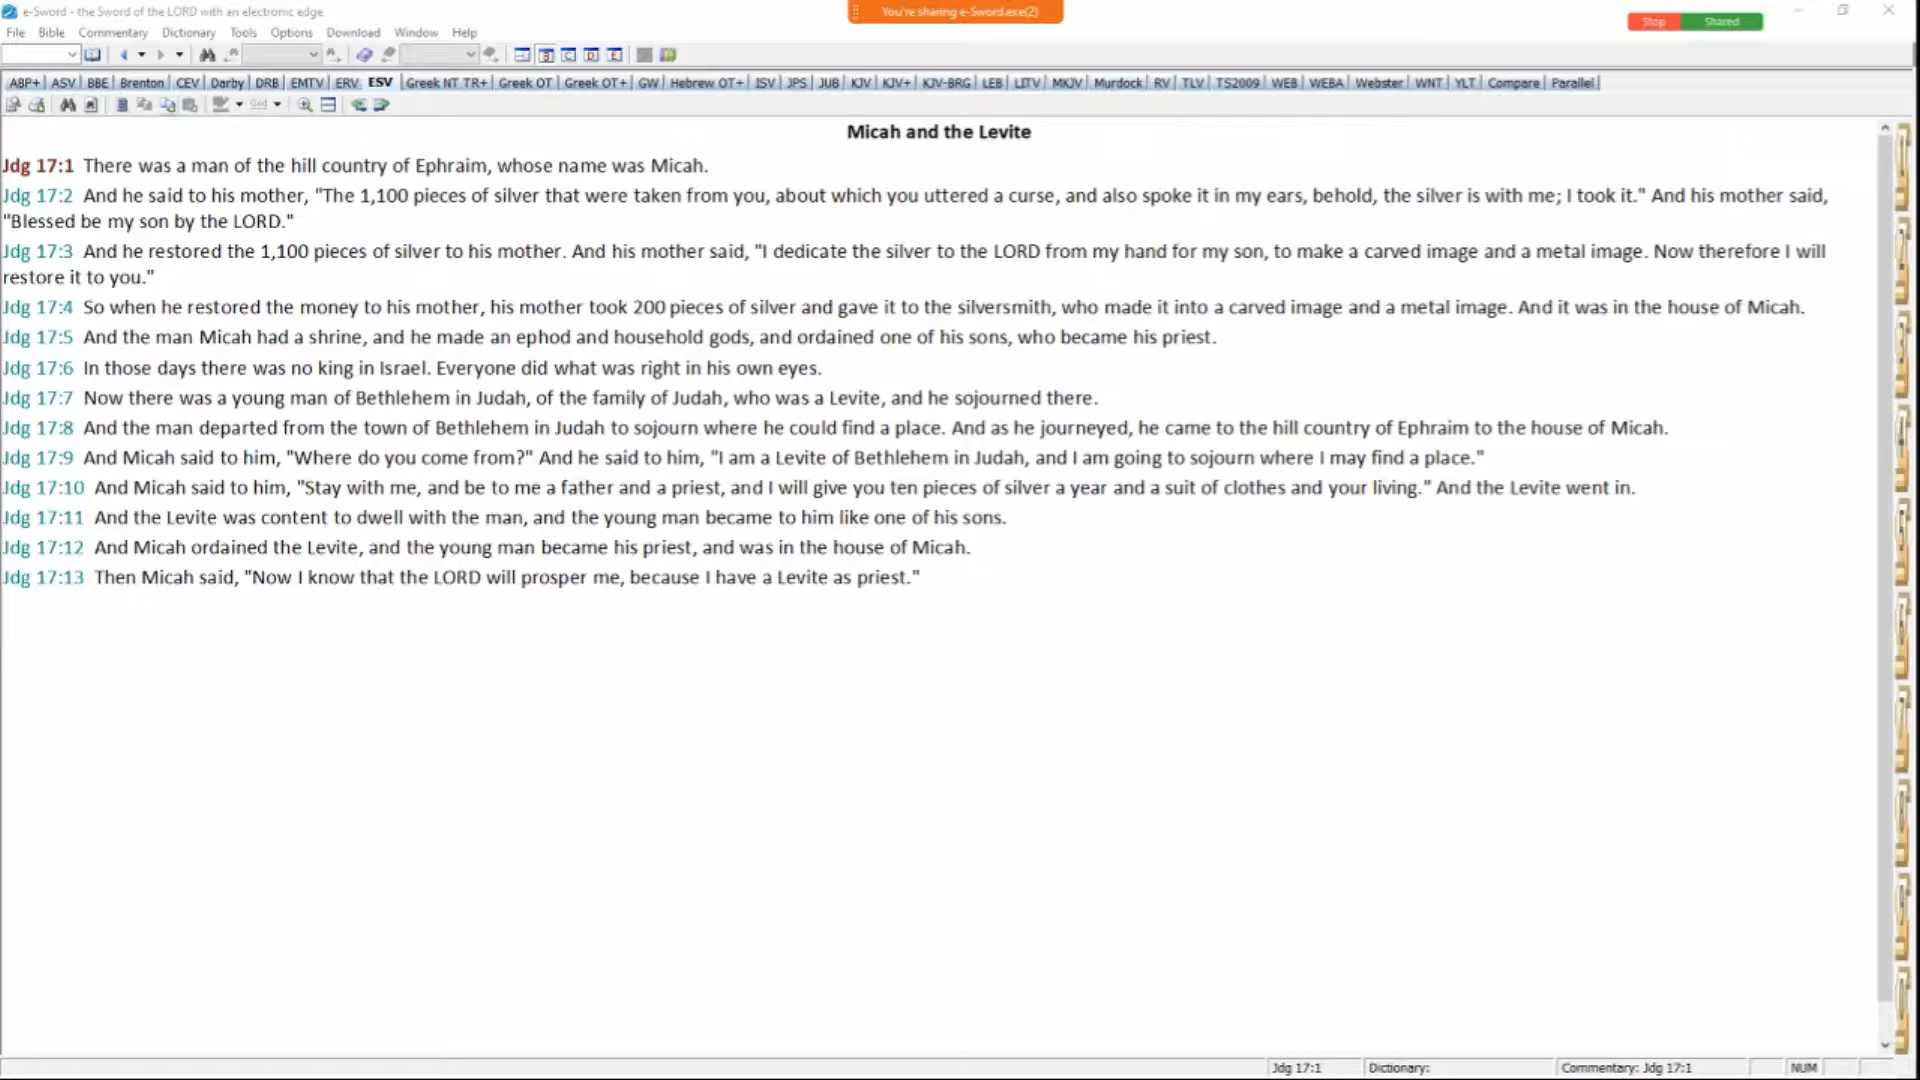 e-Sword - the Sword of the LORD with an electronic edge
You're sharing e-Sword.exe(2)
Stop Shared
File Bible Commentary Dictionary Tools Options Download Window Help
ABP+ ASV BBE Brenton CEV Darby DRB EMTV ERV ESV Greek NT TR+ Greek OT Greek OT+ GW Hebrew OT+ ISV JPS JUB KJV KJV+ KJV-BRG LEB LITV MKJV Murdock RV TLV TS2009 WEB WEBA Webster WNT YLT Compare Parallel
Micah and the Levite
Jdg 17:1 There was a man of the hill country of Ephraim, whose name was Micah.
Jdg 17:2 And he said to his mother, "The 1,100 pieces of silver that were taken from you, about which you uttered a curse, and also spoke it in my ears, behold, the silver is with me; I took it." And his mother said,
"Blessed be my son by the LORD."
Jdg 17:3 And he restored the 1,100 pieces of silver to his mother. And his mother said, "I dedicate the silver to the LORD from my hand for my son, to make a carved image and a metal image. Now therefore I will
restore it to you."
Jdg 17:4 So when he restored the money to his mother, his mother took 200 pieces of silver and gave it to the silversmith, who made it into a carved image and a metal image. And it was in the house of Micah.
Jdg 17:5 And the man Micah had a shrine, and he made an ephod and household gods, and ordained one of his sons, who became his priest.
Jdg 17:6 In those days there was no king in Israel. Everyone did what was right in his own eyes.
Jdg 17:7 Now there was a young man of Bethlehem in Judah, of the family of Judah, who was a Levite, and he sojourned there.
Jdg 17:8 And the man departed from the town of Bethlehem in Judah to sojourn where he could find a place. And as he journeyed, he came to the hill country of Ephraim to the house of Micah.
Jdg 17:9 And Micah said to him, "Where do you come from?" And he said to him, "I am a Levite of Bethlehem in Judah, and I am going to sojourn where I may find a place."
Jdg 17:10 And Micah said to him, "Stay with me, and be to me a father and a priest, and I will give you ten pieces of silver a year and a suit of clothes and your living." And the Levite went in.
Jdg 17:11 And the Levite was content to dwell with the man, and the young man became to him like one of his sons.
Jdg 17:12 And Micah ordained the Levite, and the young man became his priest, and was in the house of Micah.
Jdg 17:13 Then Micah said, "Now I know that the LORD will prosper me, because I have a Levite as priest."
Jdg 17:1 Dictionary: Commentary: Jdg 17:1 NUM